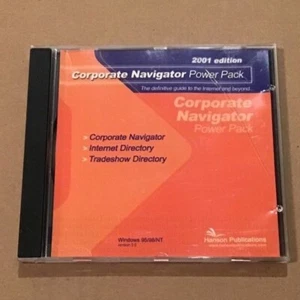 2001 edition
Corporate Navigator Power Pack
The definitive guide to the Internet and beyond.
Corporate
Navigator
Power Pack
> Corporate Navigator
> Internet Directory
> Tradeshow Directory
Windows 95/98/NT
Hanson Publications